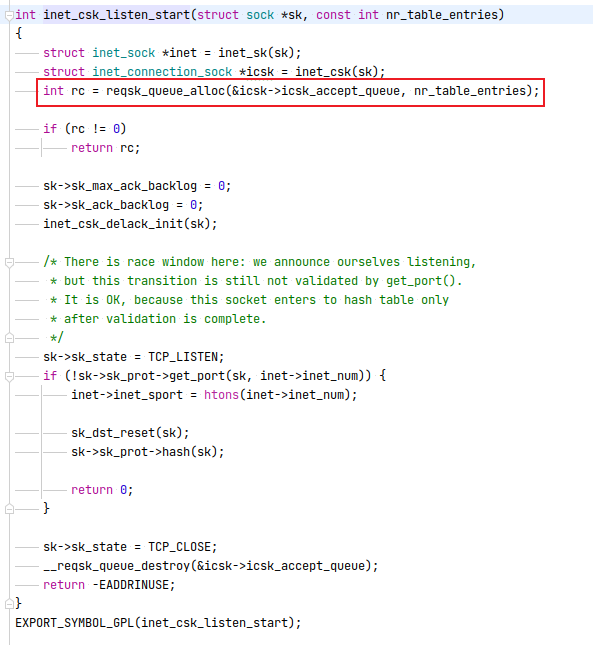 int inet_csk_listen_start(struct sock *sk, const int nr_table_entries)
{
struct inet_sock *inet = inet_sk(sk);
struct inet_connection_sock *icsk = inet_csk(sk);
int rc = reqsk_queue_alloc(&icsk->icsk_accept_queue, nr_table_entries);
if (rc != 0)
return rc;
sk->sk_max_ack_backlog = 0;
sk->sk_ack_backlog = 0;
inet_csk_delack_init(sk);
/* There is race window here: we announce ourselves listening,
* but this transition is still not validated by get_port().
* It is OK, because this socket enters to hash table only
* after validation is complete.
*/
sk->sk_state = TCP_LISTEN;
if (!sk->sk_prot->get_port(sk, inet->inet_num)) {
inet->inet_sport = htons(inet->inet_num);
sk_dst_reset(sk);
sk->sk_prot->hash(sk);
return 0;
}
sk->sk_state = TCP_CLOSE;
__reqsk_queue_destroy(&icsk->icsk_accept_queue);
return -EADDRINUSE;
}
EXPORT_SYMBOL_GPL(inet_csk_listen_start);